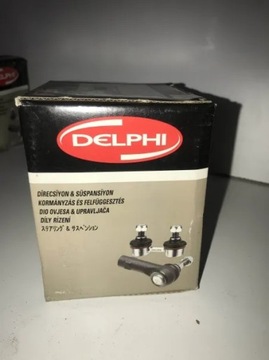 DELPHI
DİRECSİYON & SÜSPANSİYON
KORMÁNYZÁS ÉS FELFÜGGESZTÉS
DIO OVJESA & UPRAVLJAČA
DÍLY ŘÍZENÍ
ステアリング & サスペンション